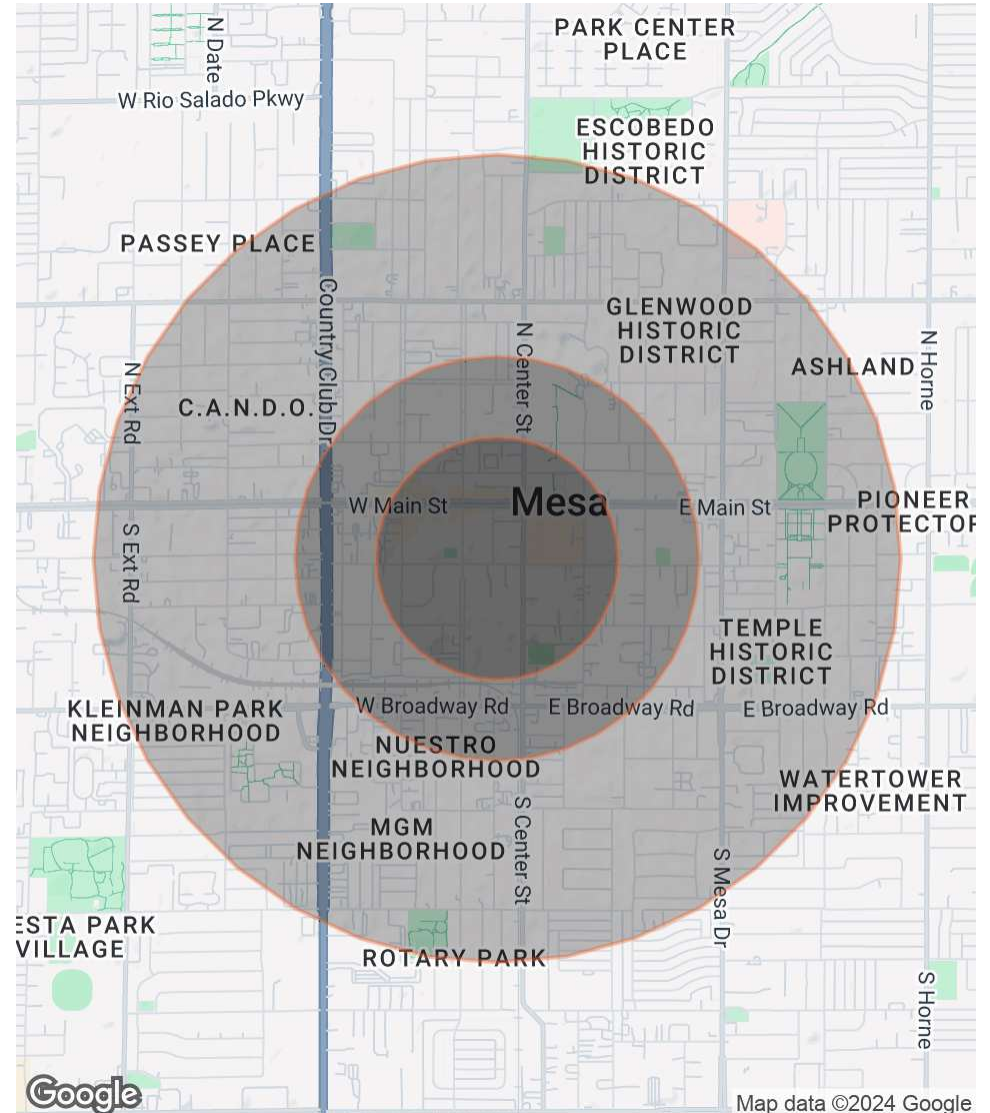 PARK CENTER
PLACE
N Date
W Rio Salado Pkwy
ESCOBEDO
HISTORIC
DISTRICT
PASSEY PLACE
Country Club Dr
GLENWOOD
HISTORIC
DISTRICT
N Center St
N Horne
ASHLAND
N Ext Rd
C.A.N.D.O.
W Main St
Mesa
E Main St
PIONEER
PROTECTOR
S Ext Rd
TEMPLE
HISTORIC
DISTRICT
KLEINMAN PARK
NEIGHBORHOOD
W Broadway Rd
E Broadway Rd
E Broadway Rd
NUESTRO
NEIGHBORHOOD
WATERTOWER
IMPROVEMENT
S Center St
MGM
NEIGHBORHOOD
S Mesa Dr
ESTA PARK
VILLAGE
ROTARY PARK
S Horne
Google
Map data ©2024 Google